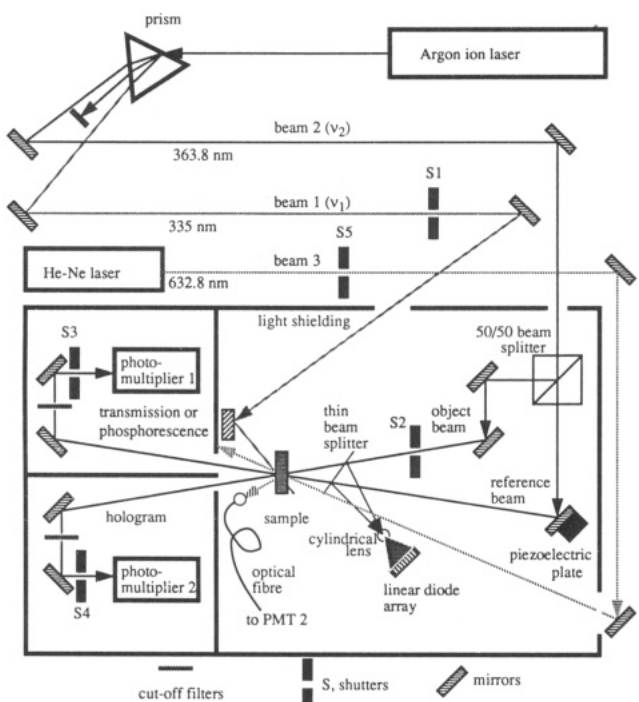 prism
Argon ion laser
beam 2 (ν2)
363.8 nm
S1
beam 1 (ν1)
335 nm
S5
beam 3
He-Ne laser
632.8 nm
light shielding
50/50 beam
splitter
S3
photo-
multiplier 1
transmission or
phosphorescence
thin
beam
splitter
S2
object
beam
reference
beam
hologram
sample
cylindrical
lens
piezoelectric
plate
photo-
multiplier 2
S4
optical
fibre
linear diode
array
to PMT 2
cut-off filters
S, shutters
mirrors